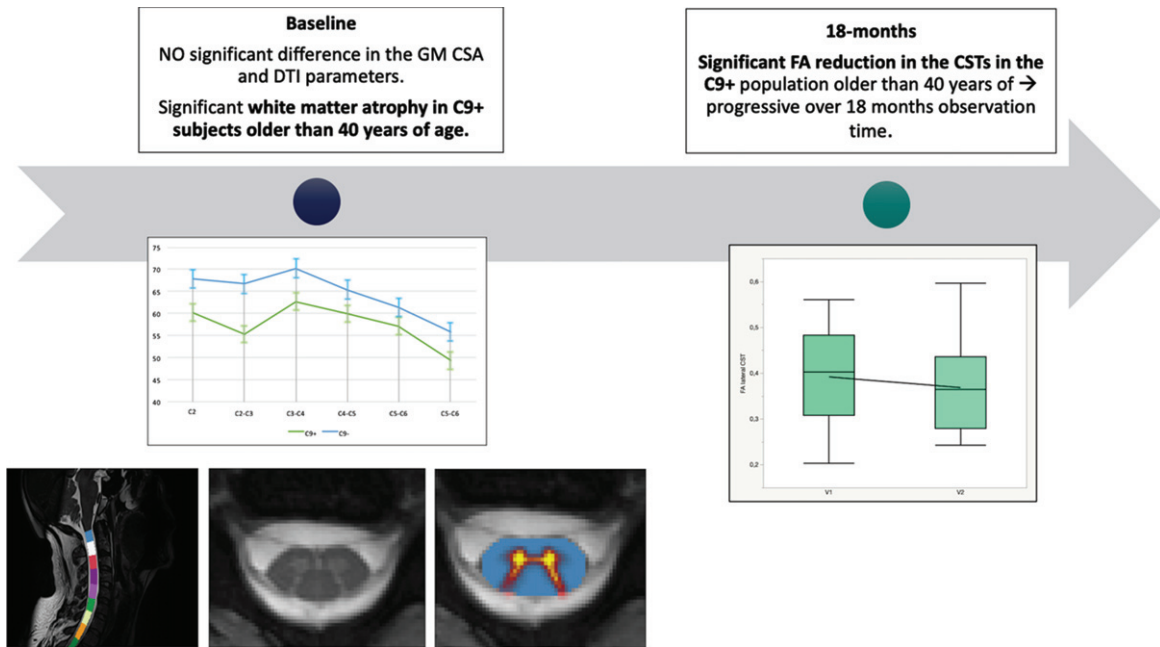 Baseline
NO significant difference in the GM CSA
and DTI parameters.
Significant white matter atrophy in C9+
subjects older than 40 years of age.
18-months
Significant FA reduction in the CSTs in the
C9+ population older than 40 years of →
progressive over 18 months observation
time.
75
70
65
60
55
50
45
40
C2
C2-C3
C3-C4
C4-C5
C5-C6
C5-C6
C9+
C9-
FA lateral CST
0,6
0,5
0,4
0,3
0,2
V1
V2